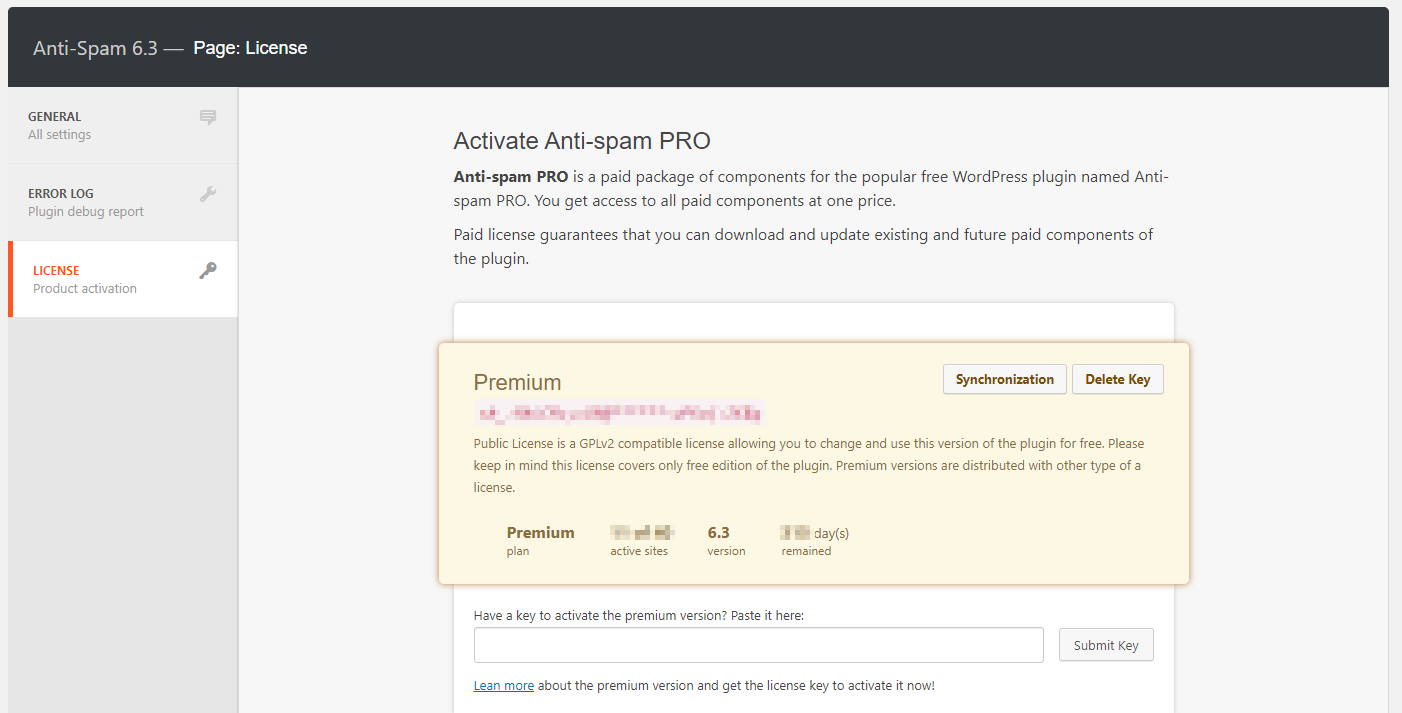 Anti-Spam 6.3 — Page: License
GENERAL
All settings
ERROR LOG
Plugin debug report
LICENSE
Product activation
Activate Anti-spam PRO
Anti-spam PRO is a paid package of components for the popular free WordPress plugin named Anti-
spam PRO. You get access to all paid components at one price.
Paid license guarantees that you can download and update existing and future paid components of
the plugin.
Premium
Synchronization
Delete Key
Public License is a GPLv2 compatible license allowing you to change and use this version of the plugin for free. Please
keep in mind this license covers only free edition of the plugin. Premium versions are distributed with other type of a
license.
Premium
plan
active sites
6.3
version
day(s)
remained
Have a key to activate the premium version? Paste it here:
Submit Key
Learn more about the premium version and get the license key to activate it now!